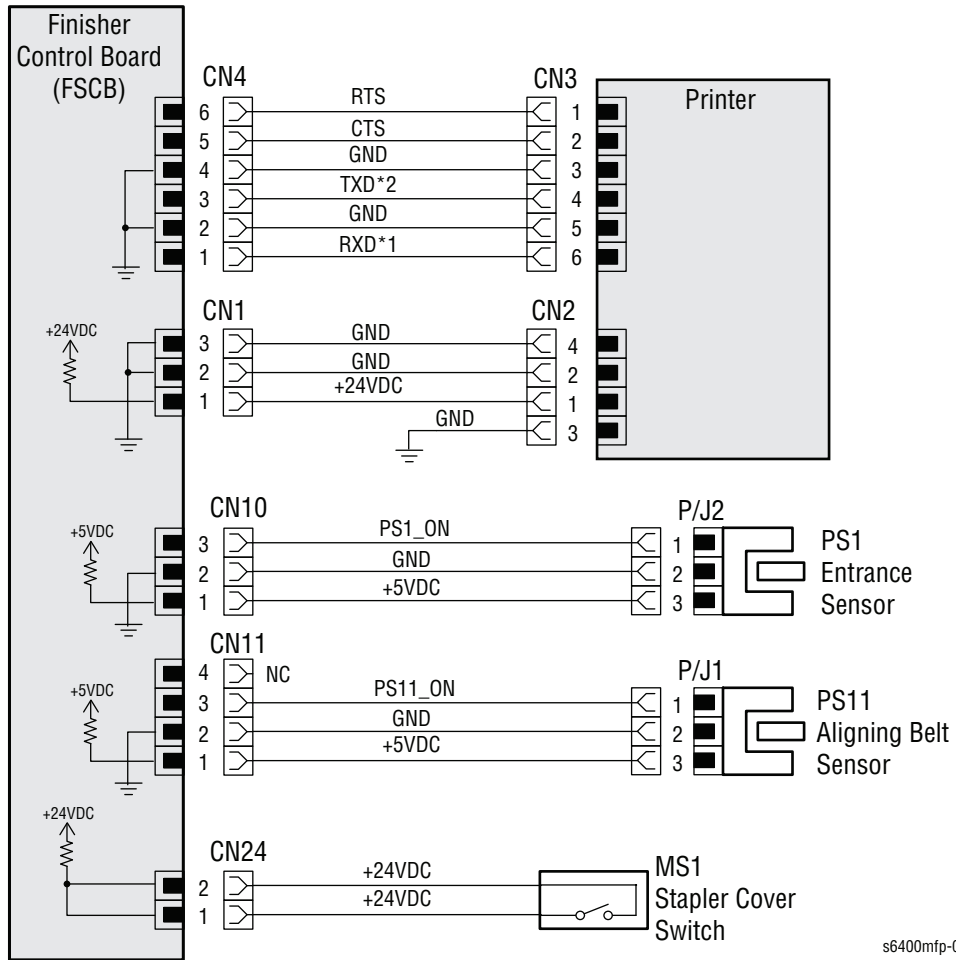 Finisher
Control Board
(FSCB)
CN4
CN3
Printer
6 RTS 1
5 CTS 2
4 GND 3
3 TXD*2 4
2 GND 5
1 RXD*1 6
CN1
CN2
+24VDC
3 GND 4
2 GND 2
1 +24VDC 1
GND 3
CN10
P/J2
+5VDC
3 PS1_ON 1
2 GND 2
1 +5VDC 3
PS1
Entrance
Sensor
CN11
P/J1
4 NC
+5VDC
3 PS11_ON 1
2 GND 2
1 +5VDC 3
PS11
Aligning Belt
Sensor
+24VDC
CN24
2 +24VDC
1 +24VDC
MS1
Stapler Cover
Switch
s6400mfp-0